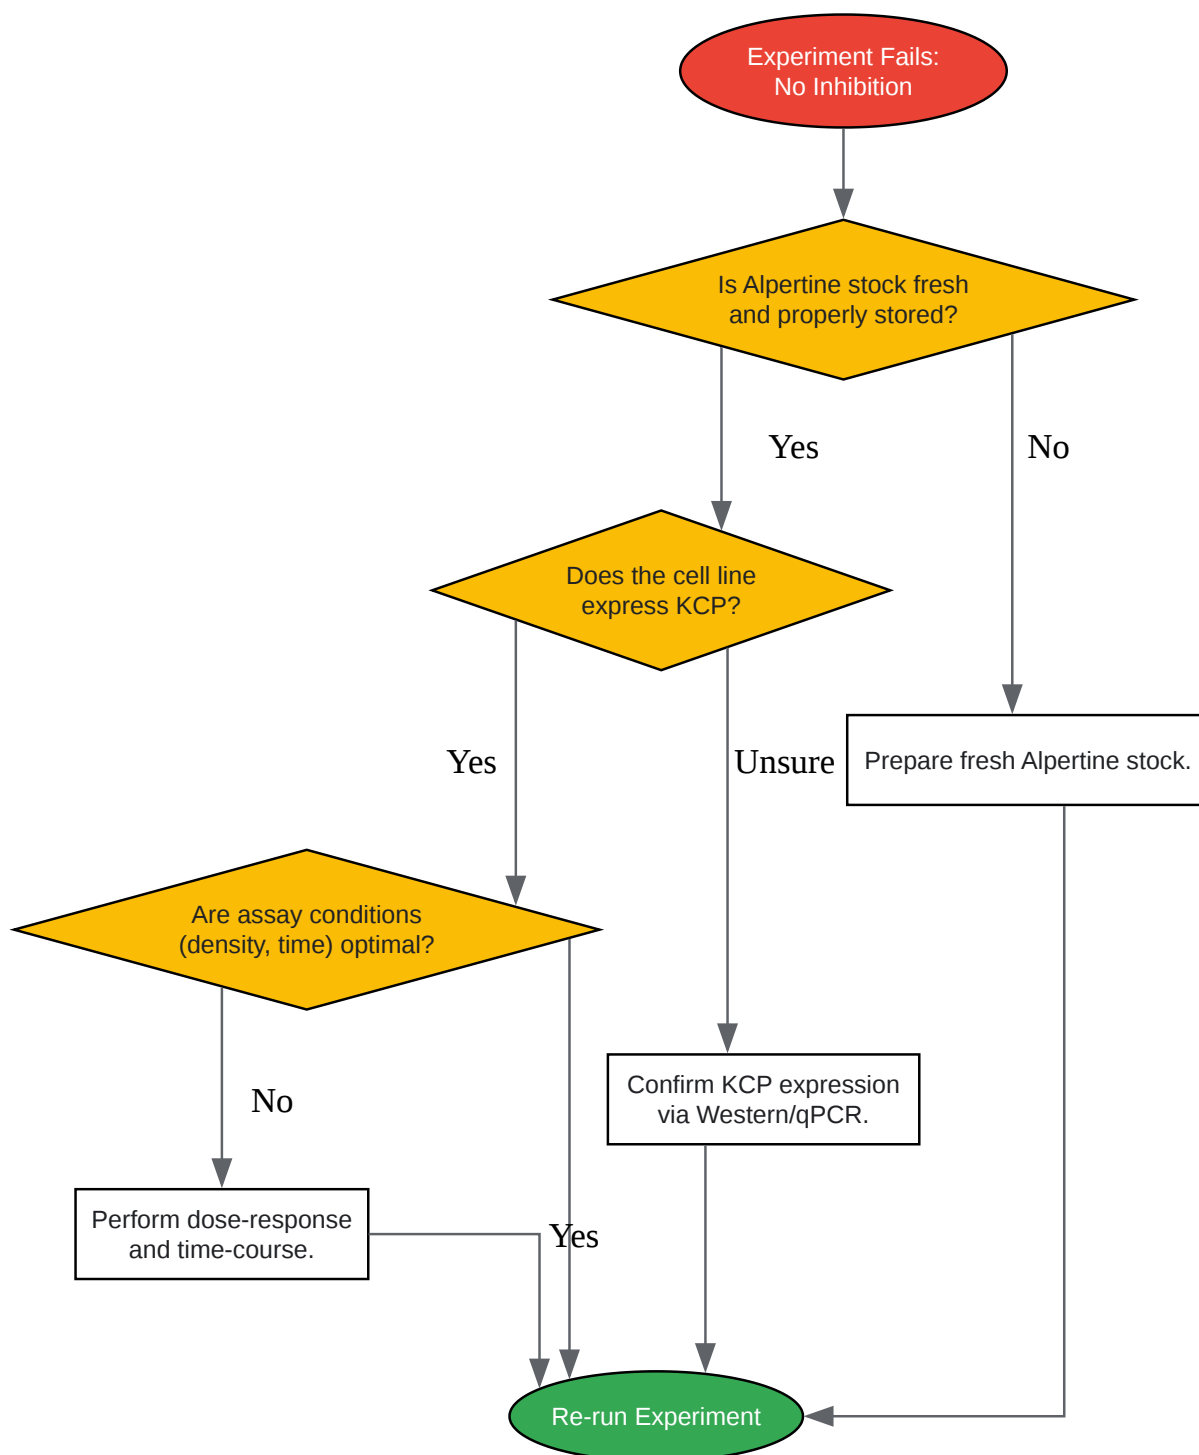 Experiment Fails:
No Inhibition
Is Alpertine stock fresh
and properly stored?
Yes
No
Does the cell line
express KCP?
Yes
Unsure
Prepare fresh Alpertine stock.
Are assay conditions
(density, time) optimal?
No
Confirm KCP expression
via Western/qPCR.
Perform dose-response
and time-course.
Yes
Re-run Experiment